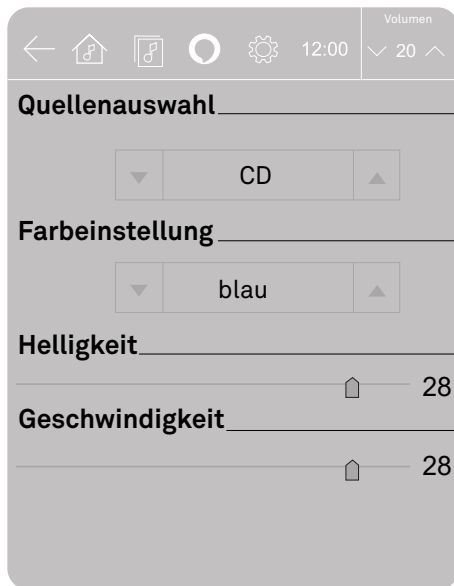 Volumen
12:00 20
Quellenauswahl
CD
Farbeinstellung
blau
Helligkeit
28
Geschwindigkeit
28